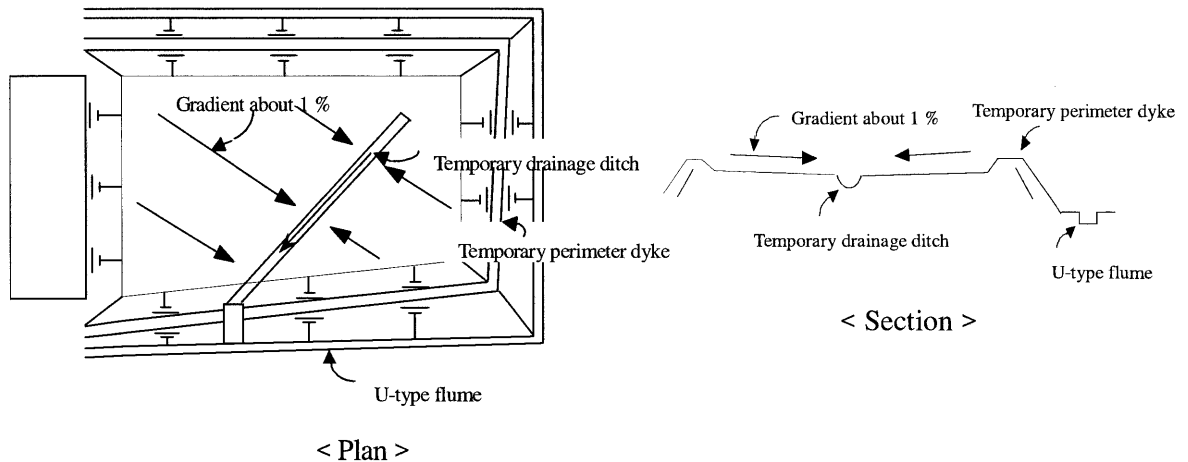 Gradient about 1 %
Temporary drainage ditch
Temporary perimeter dyke
U-type flume
< Plan >
Gradient about 1 %
Temporary perimeter dyke
Temporary drainage ditch
U-type flume
< Section >